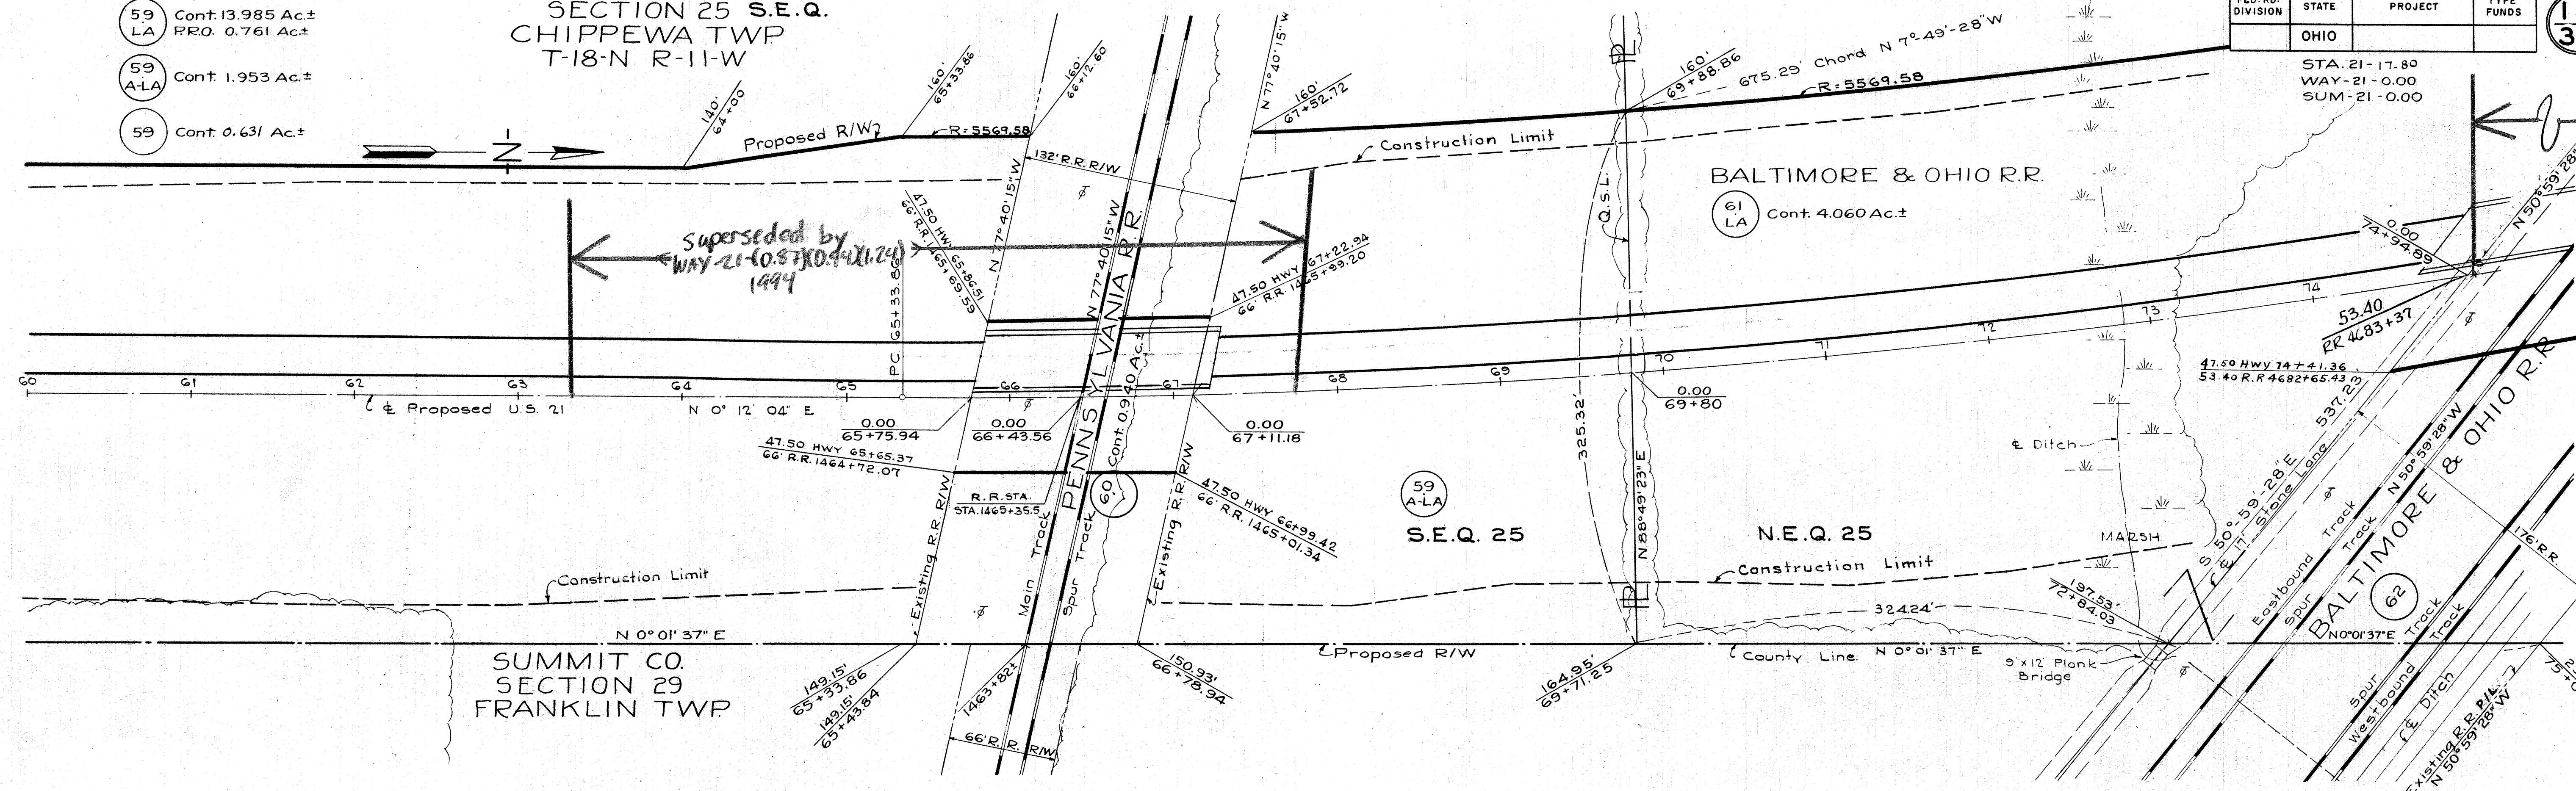 59
LA
Cont. 13.985 Ac.±
P.R.O. 0.761 Ac.±
59
A-LA
Cont. 1.953 Ac.±
59
Cont. 0.631 Ac.±
SECTION 25 S.E.Q.
CHIPPEWA TWP.
T-18-N R-11-W
N
140'
64+00
Proposed R/W
160'
65+33.86
R=5569.58
160'
66+12.60
132' R.R. R/W
N 77°40'15"W
N 77°40'15"W
N 77°40'15"W
160'
67+52.72
Construction Limit
160'
69+88.86
675.29' Chord N 7°-49'-28"W
R=5569.58
DIVISION
STATE
PROJECT
FUNDS
OHIO
STA. 21-17.80
WAY-21-0.00
SUM-21-0.00
BALTIMORE & OHIO R.R.
61
LA
Cont. 4.060 Ac.±
Superseded by
WAY-21-(0.87)(0.94)(1.24)
1994
47.50 HWY 65+86.51
66' R.R. 1465+69.59
47.50 HWY 67+22.94
66' R.R. 1465+99.20
P.C. 65+33.86
Q.S.L.
PL
0.00
74+94.89
N 50°59'28"
53.40
RR 4683+37
47.50 HWY 74+41.36
53.40 R.R 4682+65.43
537.23
60
61
62
63
64
65
66
67
68
69
70
71
72
73
74
℄ Proposed U.S. 21
N 0° 12' 04" E
0.00
65+75.94
0.00
66+43.56
0.00
67+11.18
0.00
69+80
47.50 HWY 65+65.37
66' R.R. 1464+72.07
R.R. STA.
STA. 1465+35.5
PENNSYLVANIA R.R.
60
Cont. 0.940 Ac.±
47.50 HWY 66+99.42
66' R.R. 1465+01.34
325.32'
N 88°49'23" E
59
A-LA
S.E.Q. 25
N.E.Q. 25
℄ Ditch
MARSH
S 50°-59'-28" E
℄ 17' Stone Lane
Construction Limit
Existing R.R. R/W
Main Track
Spur Track
Existing R.R. R/W
Construction Limit
PL
324.24'
197.53'
72+84.03
Eastbound Track
Spur Track
N 50°59'28"W
BALTIMORE & OHIO R.R.
62
176' R.R.
N 0°01'37"E
Spur Track
Westbound Track
℄ Ditch
Existing R.R. R/L
N 50°59'28"W
N 0°01'37" E
SUMMIT CO.
SECTION 29
FRANKLIN TWP.
149.15'
65+33.86
149.15'
65+43.84
1463+82±
66' R. R. R/W
150.93'
66+78.94
Proposed R/W
164.95'
69+71.25
County Line N 0° 01' 37" E
9'x12' Plank
Bridge